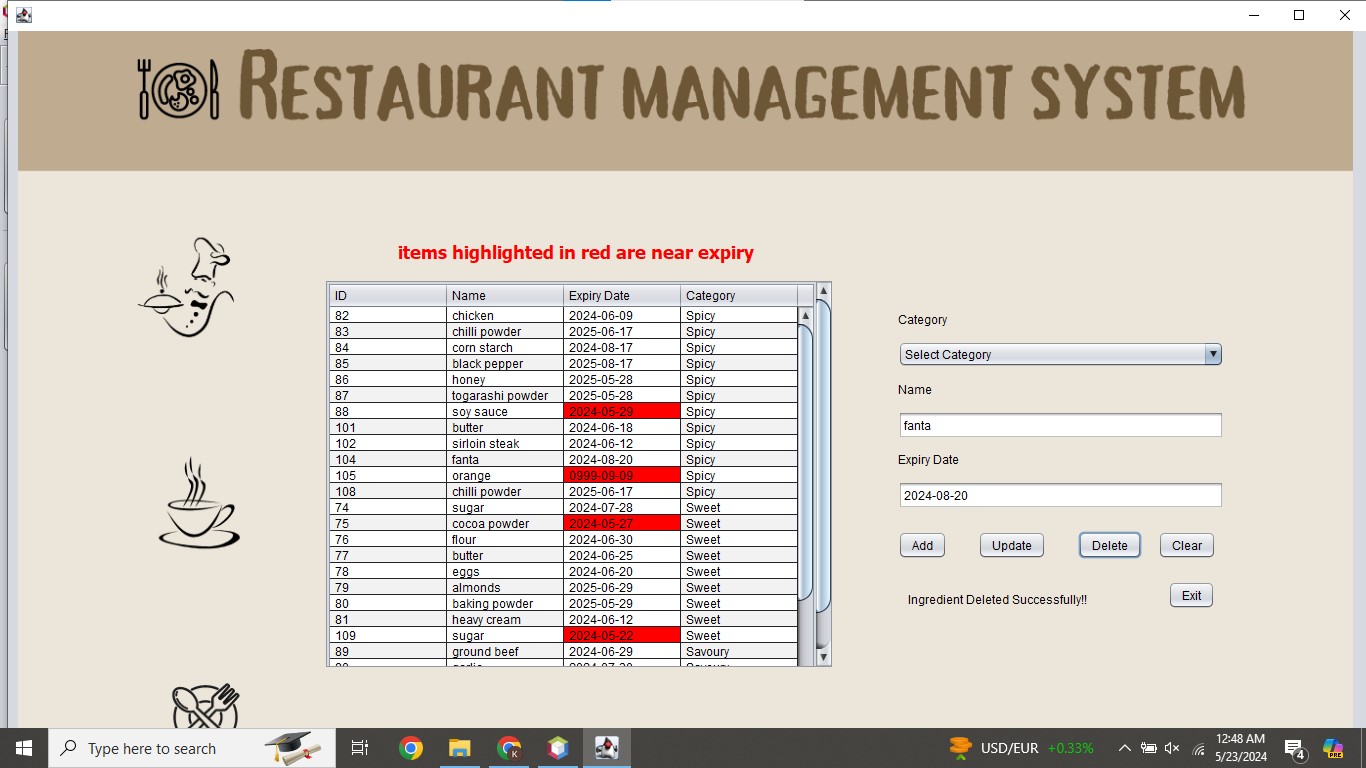 RESTAURANT MANAGEMENT SYSTEM
items highlighted in red are near expiry
ID Name Expiry Date Category
82 chicken 2024-06-09 Spicy
83 chilli powder 2025-06-17 Spicy
84 corn starch 2024-08-17 Spicy
85 black pepper 2025-08-17 Spicy
86 honey 2025-05-28 Spicy
87 togarashi powder 2025-05-28 Spicy
88 soy sauce 2024-05-29 Spicy
101 butter 2024-06-18 Spicy
102 sirloin steak 2024-06-12 Spicy
104 fanta 2024-08-20 Spicy
105 orange 0999-09-09 Spicy
108 chilli powder 2025-06-17 Spicy
74 sugar 2024-07-28 Sweet
75 cocoa powder 2024-05-27 Sweet
76 flour 2024-06-30 Sweet
77 butter 2024-06-25 Sweet
78 eggs 2024-06-20 Sweet
79 almonds 2025-06-29 Sweet
80 baking powder 2025-05-29 Sweet
81 heavy cream 2024-06-12 Sweet
109 sugar 2024-05-22 Sweet
89 ground beef 2024-06-29 Savoury
Category
Select Category
Name
fanta
Expiry Date
2024-08-20
Add Update Delete Clear
Ingredient Deleted Successfully!! Exit
Type here to search
USD/EUR +0.33%
12:48 AM
5/23/2024
4
PRE